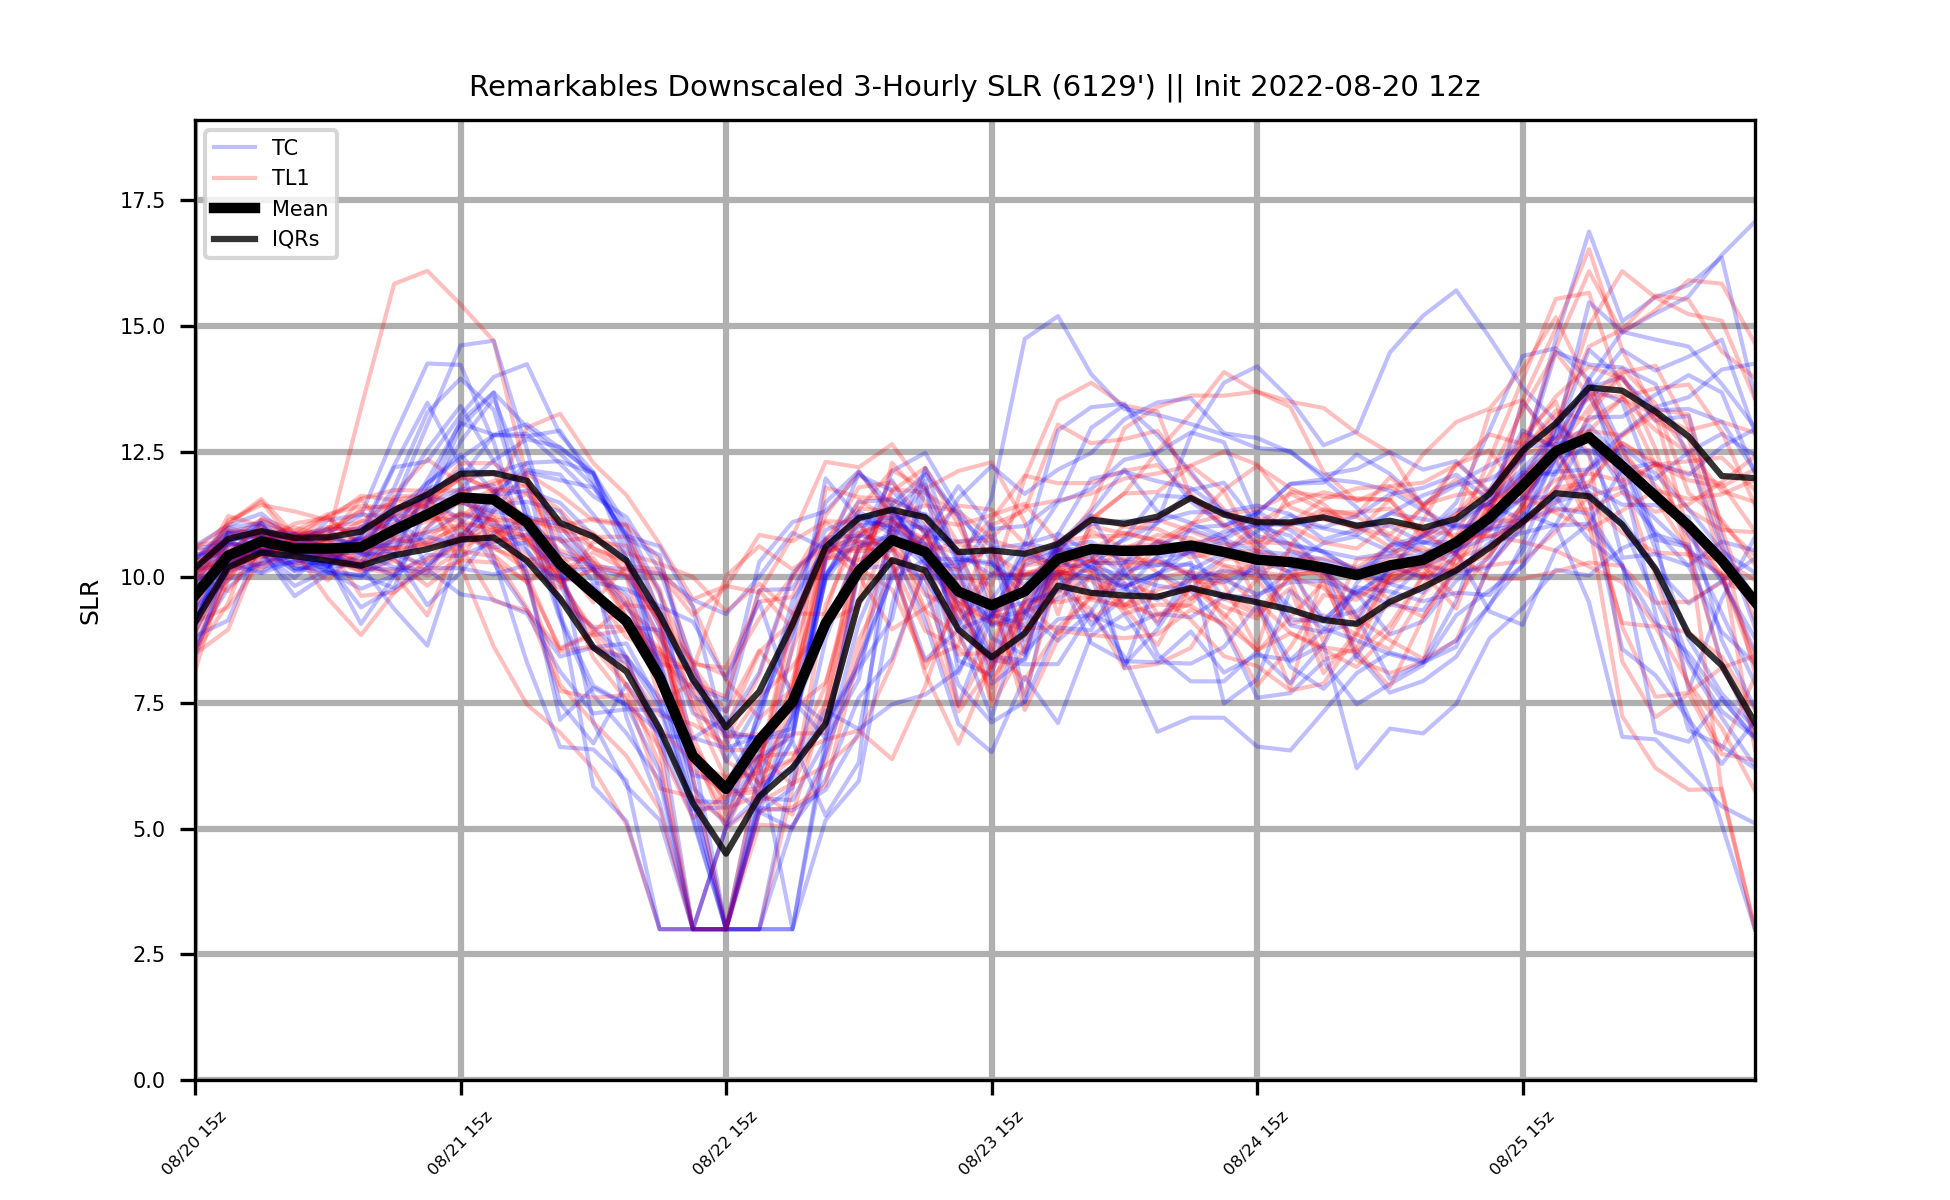 Remarkables Downscaled 3-Hourly SLR (6129') || Init 2022-08-20 12z
TC
TL1
Mean
IQRs
SLR
17.5
15.0
12.5
10.0
7.5
5.0
2.5
0.0
08/20 15z
08/21 15z
08/22 15z
08/23 15z
08/24 15z
08/25 15z